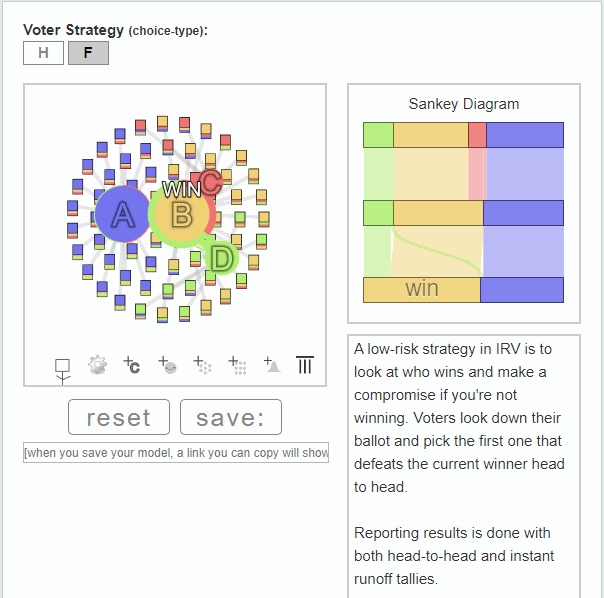 Voter Strategy (choice-type):
H F
Sankey Diagram
WIN
C
A
B
D
win
+C
reset
save:
[when you save your model, a link you can copy will show
A low-risk strategy in IRV is to
look at who wins and make a
compromise if you're not
winning. Voters look down their
ballot and pick the first one that
defeats the current winner head
to head.
Reporting results is done with
both head-to-head and instant
runoff tallies.